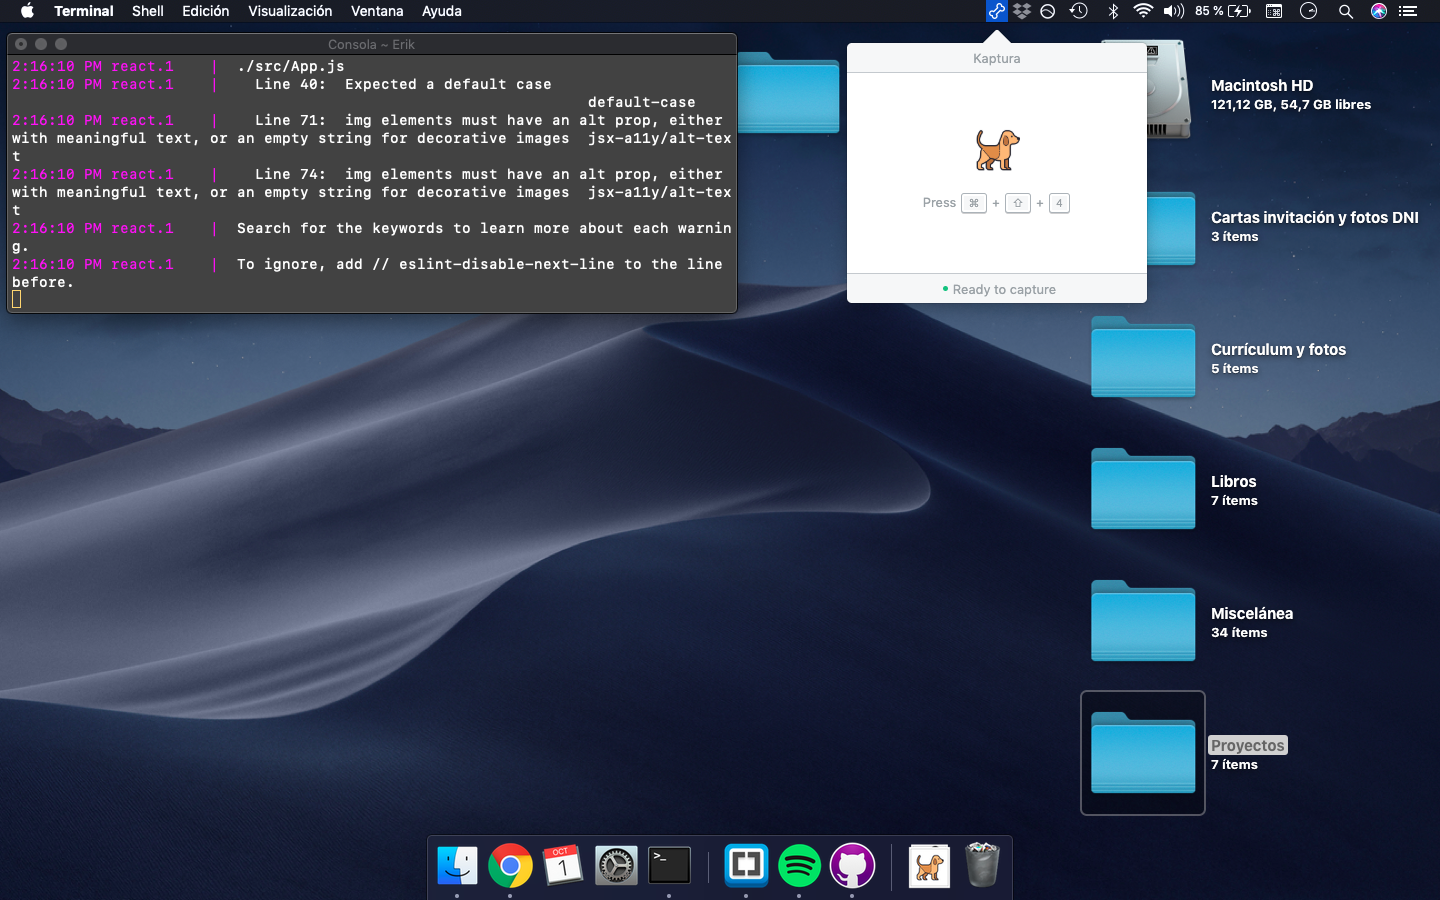 Terminal Shell Edición Visualización Ventana Ayuda 85 %
Consola ~ Erik
2:16:10 PM react.1 | ./src/App.js
2:16:10 PM react.1 | Line 40: Expected a default case
default-case
2:16:10 PM react.1 | Line 71: img elements must have an alt prop, either
with meaningful text, or an empty string for decorative images jsx-a11y/alt-tex
t
2:16:10 PM react.1 | Line 74: img elements must have an alt prop, either
with meaningful text, or an empty string for decorative images jsx-a11y/alt-tex
t
2:16:10 PM react.1 | Search for the keywords to learn more about each warnin
g.
2:16:10 PM react.1 | To ignore, add // eslint-disable-next-line to the line
before.
Kaptura
Press ⌘ + ⇧ + 4
Ready to capture
Macintosh HD
121,12 GB, 54,7 GB libres
Cartas invitación y fotos DNI
3 ítems
Currículum y fotos
5 ítems
Libros
7 ítems
Miscelánea
34 ítems
Proyectos
7 ítems
OCT
1
>_